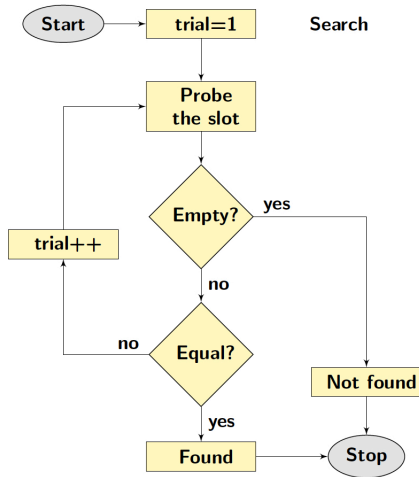 Start
trial=1
Search
Probe
the slot
Empty?
yes
trial++
no
no
Equal?
Not found
yes
Found
Stop